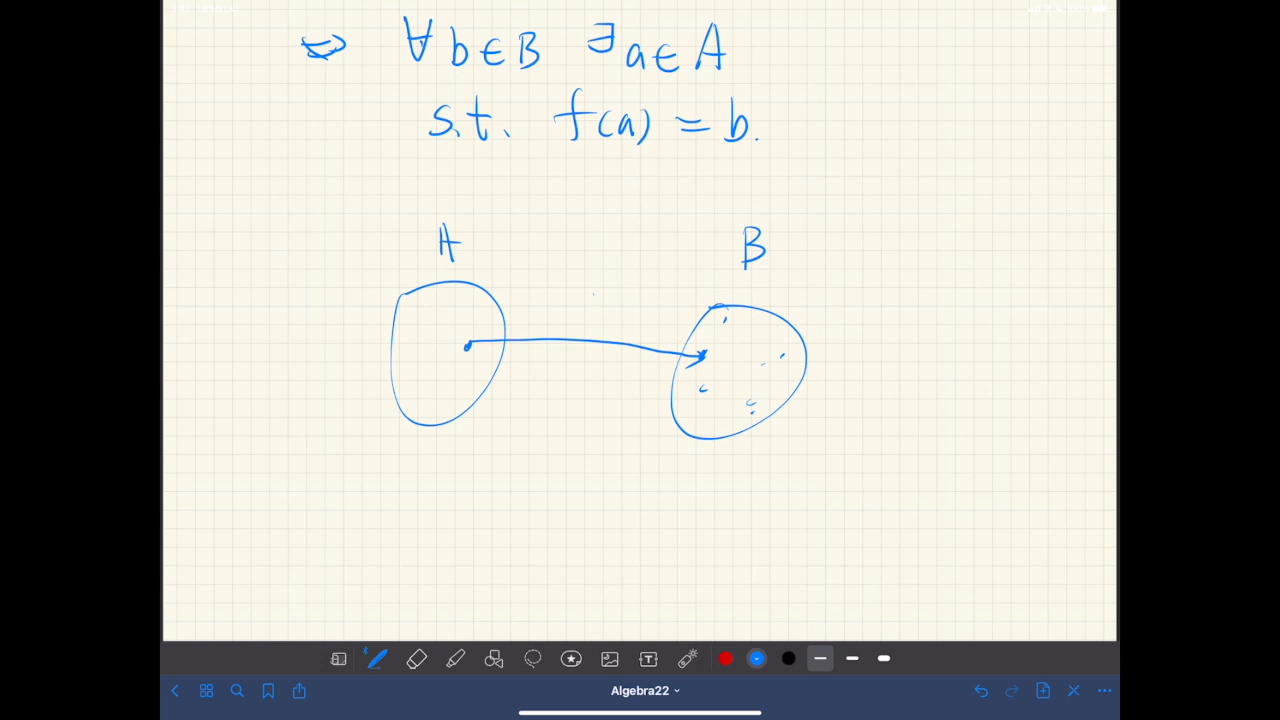 ⇔ ∀b∈B ∃a∈A
s.t. f(a) = b.
A B
Algebra22